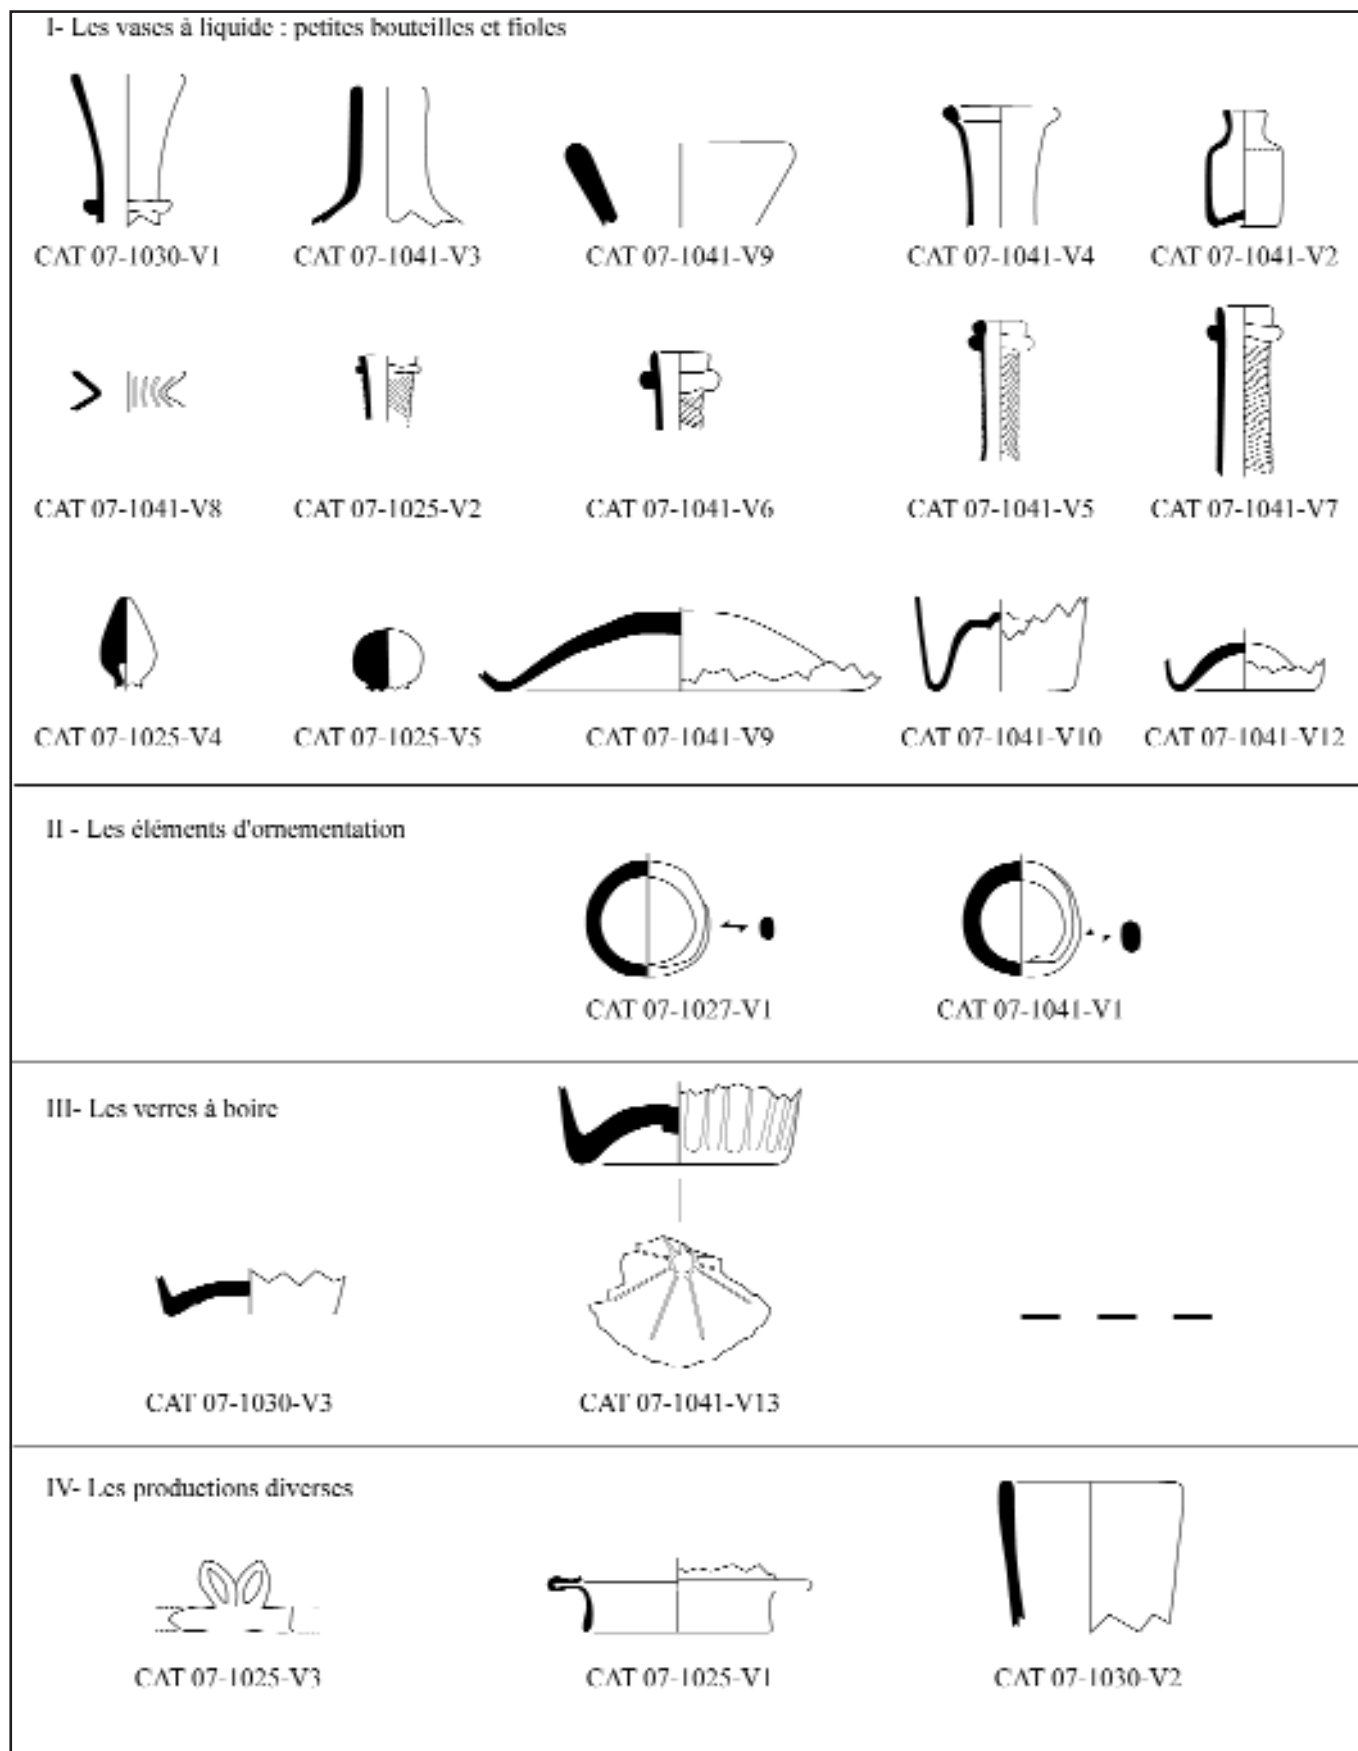 I- Les vases à liquide : petites bouteilles et fioles
CAT 07-1030-V1 CAT 07-1041-V3 CAT 07-1041-V9 CAT 07-1041-V4 CAT 07-1041-V2
CAT 07-1041-V8 CAT 07-1025-V2 CAT 07-1041-V6 CAT 07-1041-V5 CAT 07-1041-V7
CAT 07-1025-V4 CAT 07-1025-V5 CAT 07-1041-V9 CAT 07-1041-V10 CAT 07-1041-V12
II - Les éléments d'ornementation
CAT 07-1027-V1 CAT 07-1041-V1
III- Les verres à boire
CAT 07-1030-V3 CAT 07-1041-V13
IV- Les productions diverses
CAT 07-1025-V3 CAT 07-1025-V1 CAT 07-1030-V2